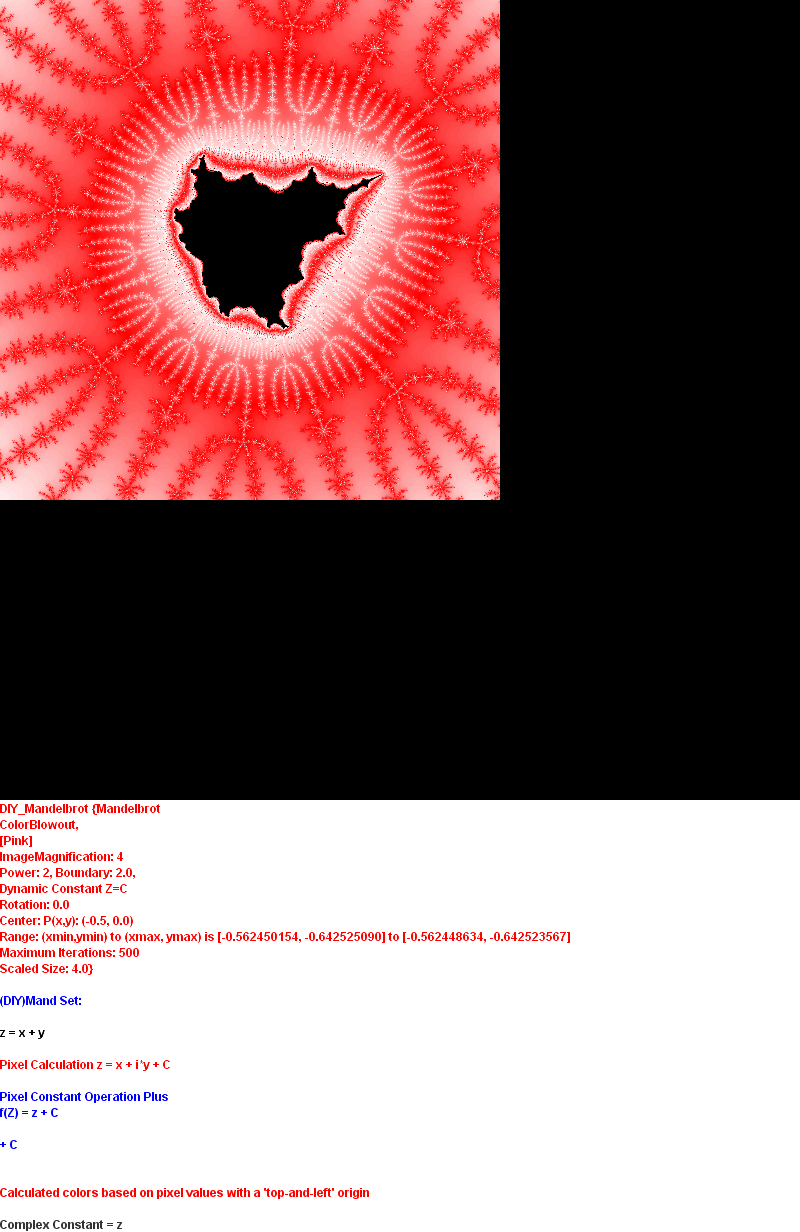 DIY_Mandelbrot {Mandelbrot
ColorBlowout,
[Pink]
ImageMagnification: 4
Power: 2, Boundary: 2.0,
Dynamic Constant Z=C
Rotation: 0.0
Center: P(x,y): (-0.5, 0.0)
Range: (xmin,ymin) to (xmax, ymax) is [-0.562450154, -0.642525090] to [-0.562448634, -0.642523567]
Maximum Iterations: 500
Scaled Size: 4.0}
(DIY)Mand Set:
z = x + y
Pixel Calculation z = x + i*y + C
Pixel Constant Operation Plus
f(Z) = z + C
+ C
Calculated colors based on pixel values with a 'top-and-left' origin
Complex Constant = z